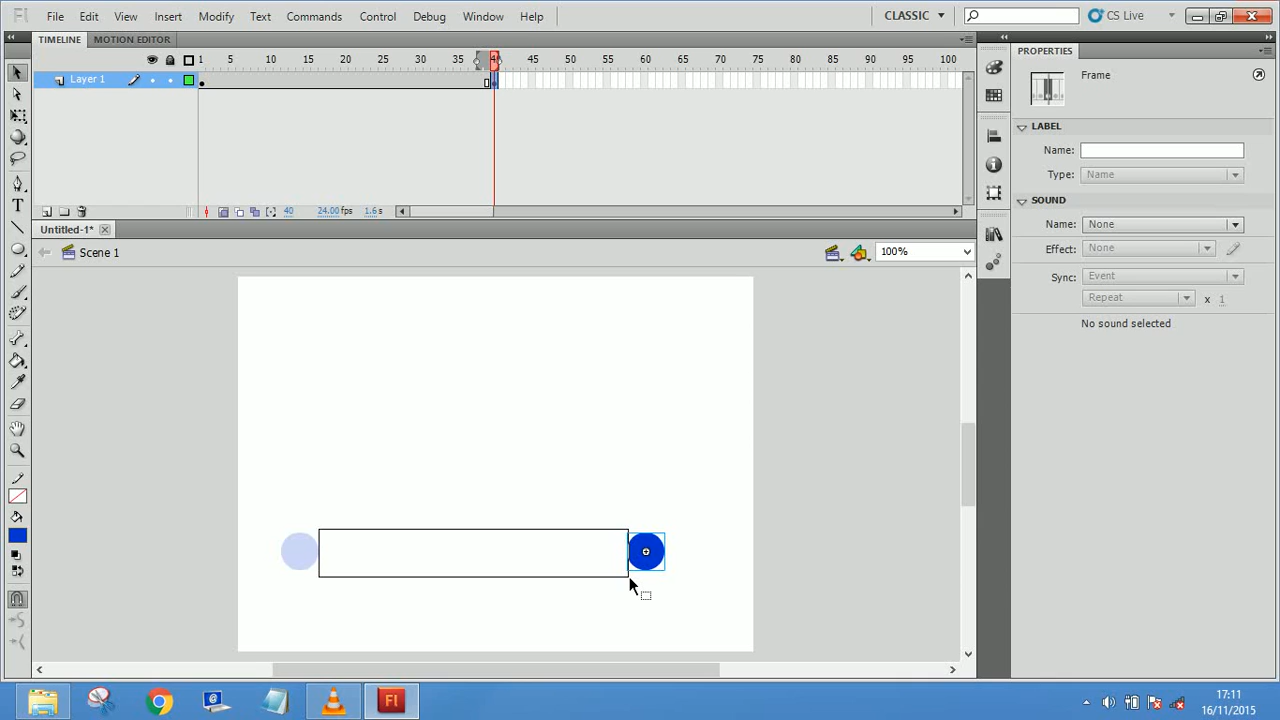 Fl File Edit View Insert Modify Text Commands Control Debug Window Help CLASSIC CS Live
TIMELINE MOTION EDITOR
PROPERTIES
1 5 10 15 20 25 30 35 40 45 50 55 60 65 70 75 80 85 90 95 100
Layer 1
Frame
LABEL
Name:
Type: Name
SOUND
Name: None
Effect: None
Sync: Event
Repeat x 1
No sound selected
40 24.00 fps 1.6 s
Untitled-1*
Scene 1
100%
T
Fl
17:11
16/11/2015